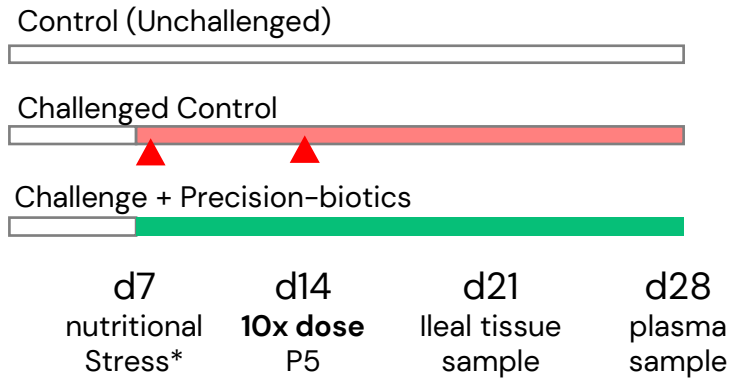 Control (Unchallenged)
Challenged Control
Challenge + Precision-biotics
d7 d14 d21 d28
nutritional 10x dose Ileal tissue plasma
Stress* P5 sample sample